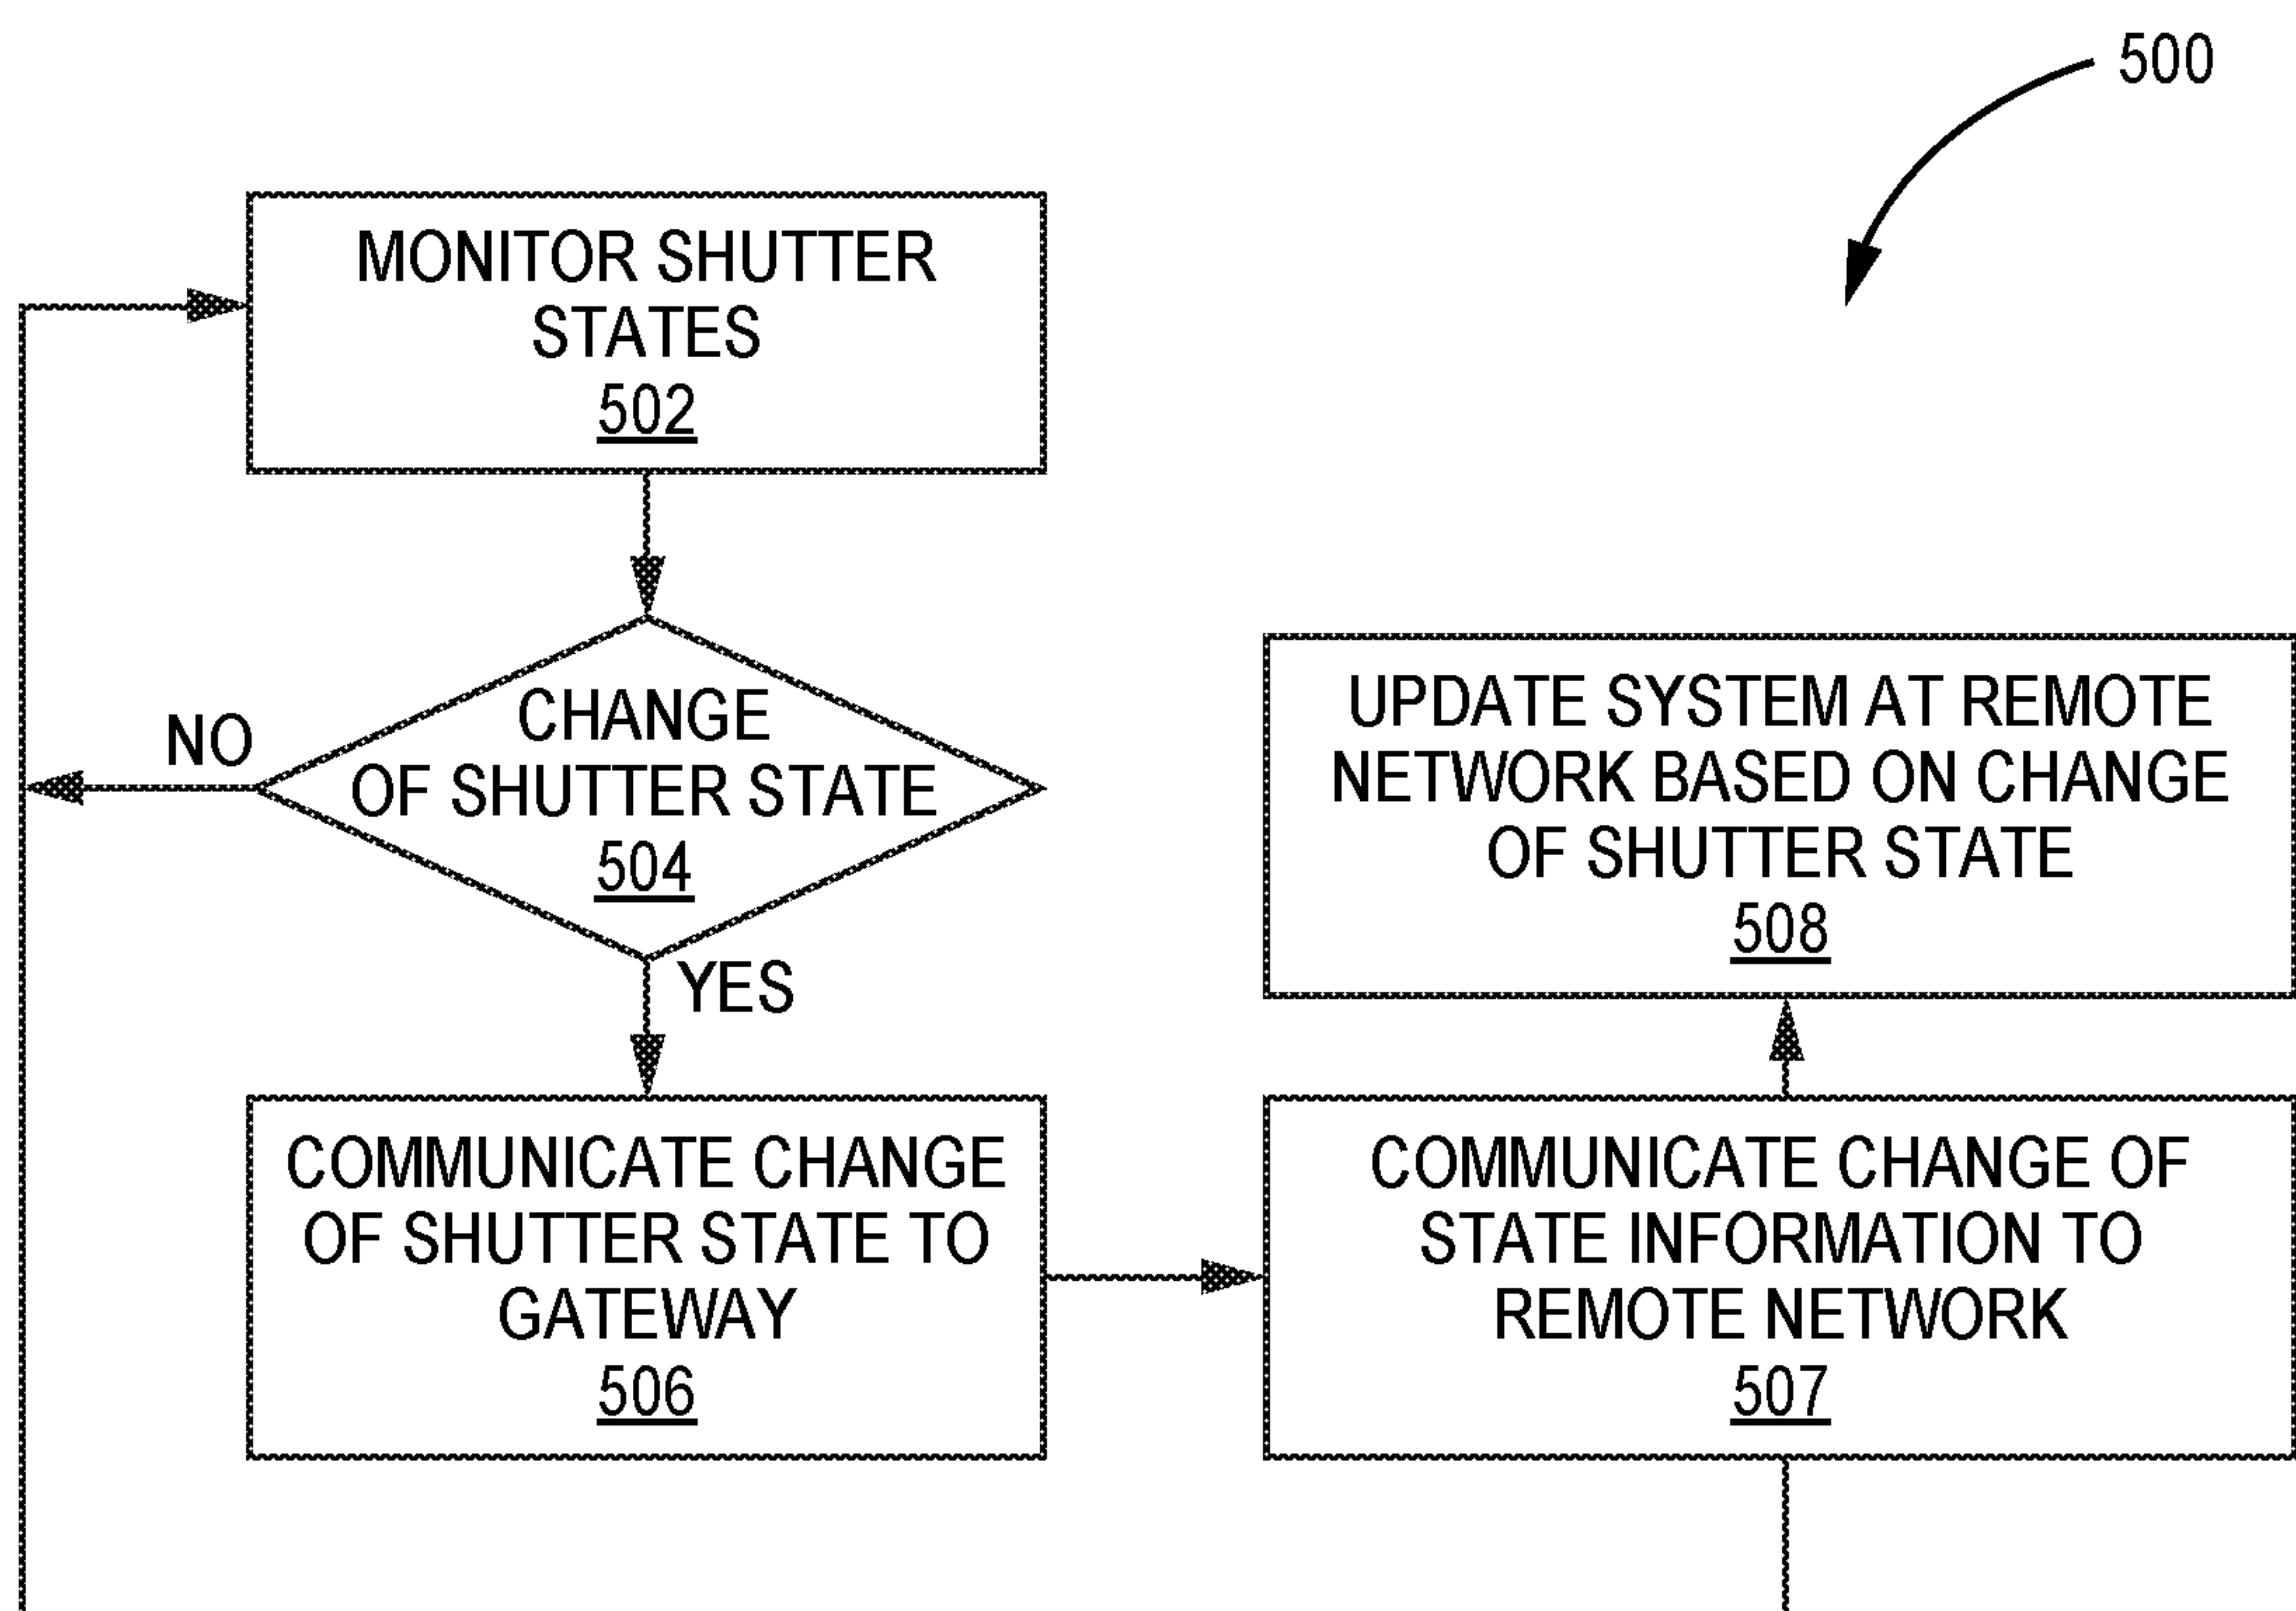 500
MONITOR SHUTTER
STATES
502
CHANGE
OF SHUTTER STATE
504
NO
YES
COMMUNICATE CHANGE
OF SHUTTER STATE TO
GATEWAY
506
COMMUNICATE CHANGE OF
STATE INFORMATION TO
REMOTE NETWORK
507
UPDATE SYSTEM AT REMOTE
NETWORK BASED ON CHANGE
OF SHUTTER STATE
508